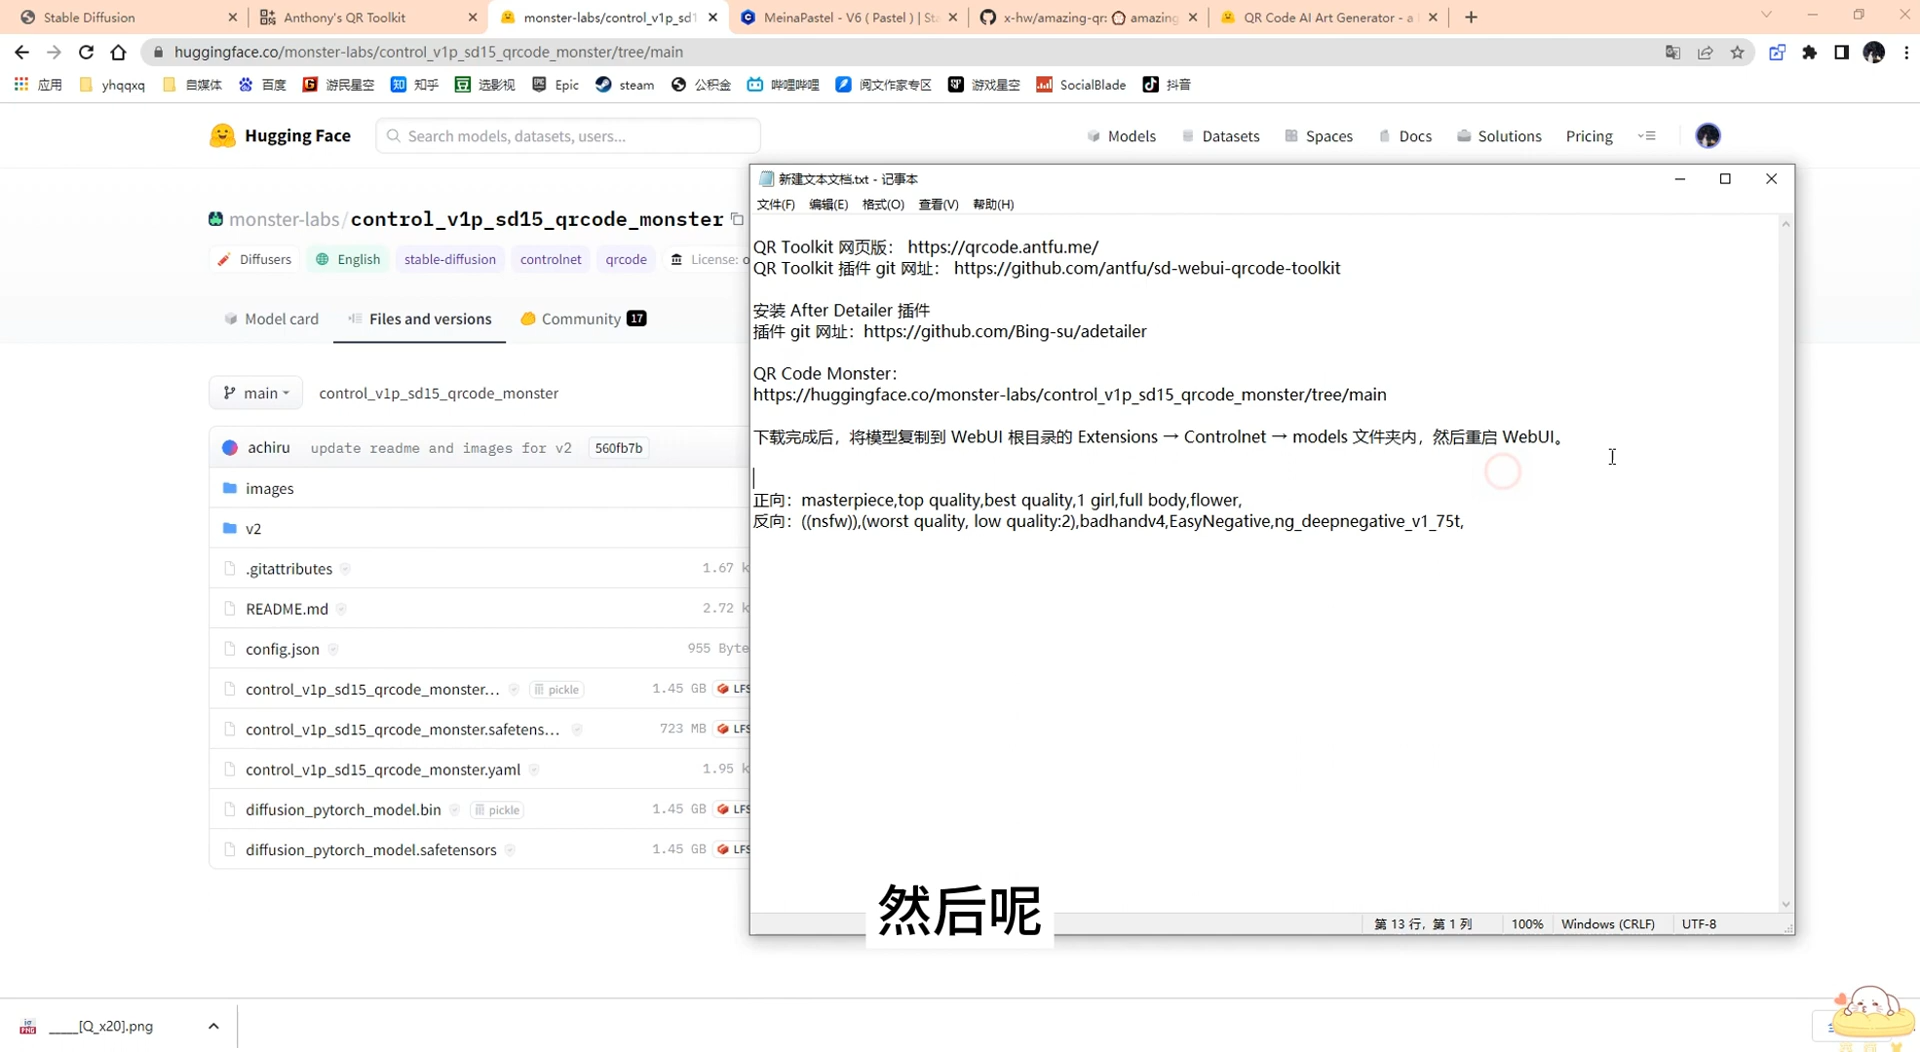 Stable Diffusion
Anthony's QR Toolkit
monster-labs/control_v1p_sd1
MeinaPastel - V6 ( Pastel ) | St
x-hw/amazing-qr:
amazing
QR Code AI Art Generator - a
huggingface.co/monster-labs/control_v1p_sd15_qrcode_monster/tree/main
应用
yhqqxq
自媒体
百度
游民星空
知乎
选影视
Epic
steam
公积金
哔哩哔哩
阅文作家专区
游戏星空
SocialBlade
抖音
Hugging Face
Search models, datasets, users...
Models
Datasets
Spaces
Docs
Solutions
Pricing
monster-labs/control_v1p_sd15_qrcode_monster
Diffusers
English
stable-diffusion
controlnet
qrcode
License: o
Model card
Files and versions
Community 17
main
control_v1p_sd15_qrcode_monster
achiru update readme and images for v2 560fb7b
images
v2
.gitattributes 1.67 k
README.md 2.72 k
config.json 955 Byte
control_v1p_sd15_qrcode_monster... pickle 1.45 GB LFS
control_v1p_sd15_qrcode_monster.safetens... 723 MB LFS
control_v1p_sd15_qrcode_monster.yaml 1.95 k
diffusion_pytorch_model.bin pickle 1.45 GB LFS
diffusion_pytorch_model.safetensors 1.45 GB LFS
新建文本文档.txt - 记事本
文件(F) 编辑(E) 格式(O) 查看(V) 帮助(H)
QR Toolkit 网页版： https://qrcode.antfu.me/
QR Toolkit 插件 git 网址： https://github.com/antfu/sd-webui-qrcode-toolkit
安装 After Detailer 插件
插件 git 网址：https://github.com/Bing-su/adetailer
QR Code Monster：
https://huggingface.co/monster-labs/control_v1p_sd15_qrcode_monster/tree/main
下载完成后，将模型复制到 WebUI 根目录的 Extensions → Controlnet → models 文件夹内，然后重启 WebUI。
正向：masterpiece,top quality,best quality,1 girl,full body,flower,
反向：((nsfw)),(worst quality, low quality:2),badhandv4,EasyNegative,ng_deepnegative_v1_75t,
第 13 行，第 1 列
100%
Windows (CRLF)
UTF-8
然后呢
____[Q_x20].png